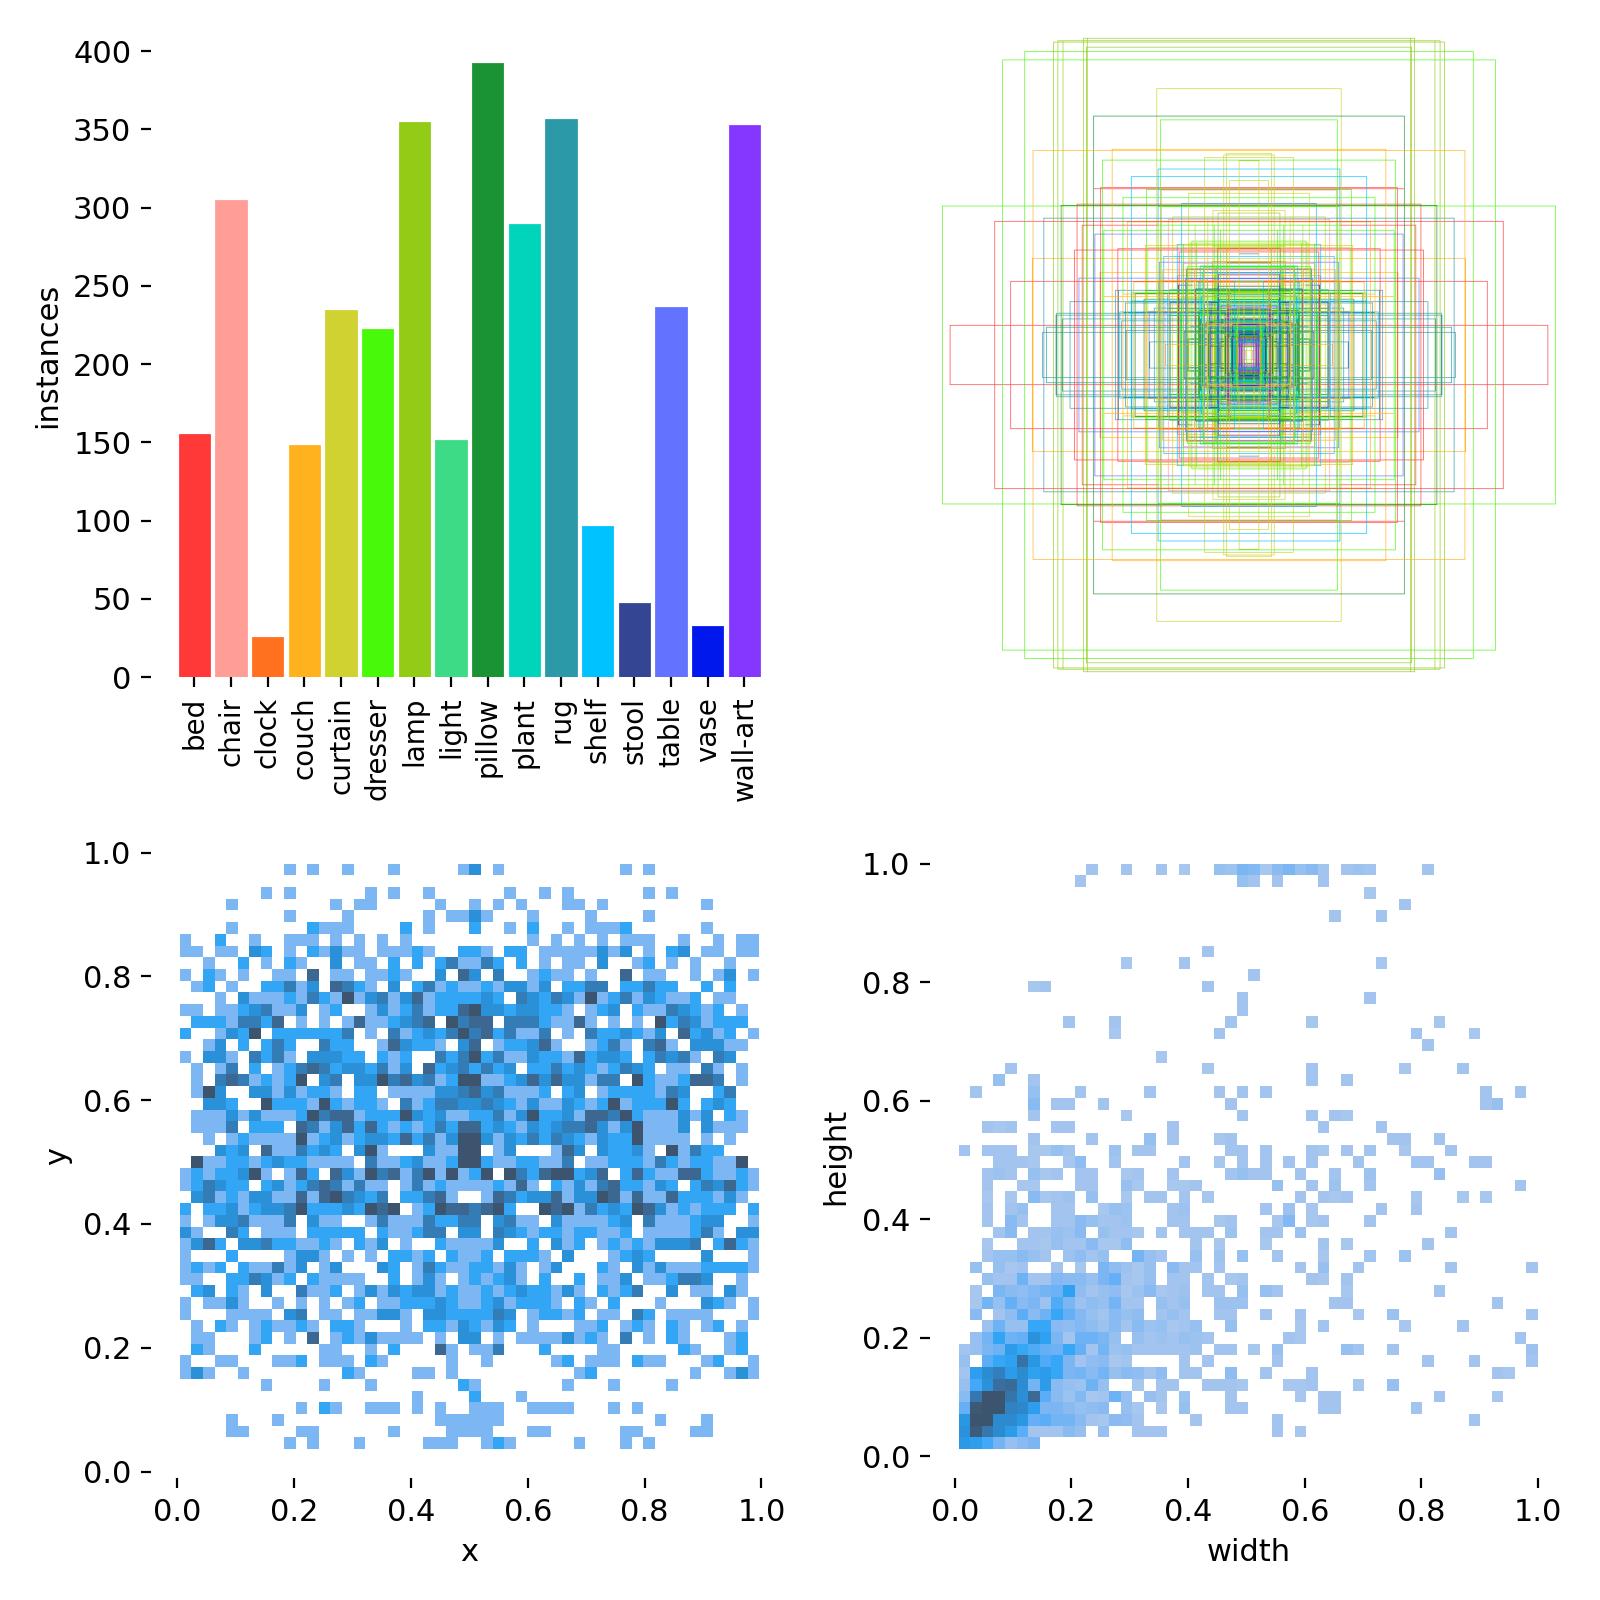 400
350
300
250
200
150
100
50
0
instances
bed
chair
clock
couch
curtain
dresser
lamp
light
pillow
plant
rug
shelf
stool
table
vase
wall-art
1.0
0.8
0.6
0.4
0.2
0.0
y
0.0 0.2 0.4 0.6 0.8 1.0
x
1.0
0.8
0.6
0.4
0.2
0.0
height
0.0 0.2 0.4 0.6 0.8 1.0
width